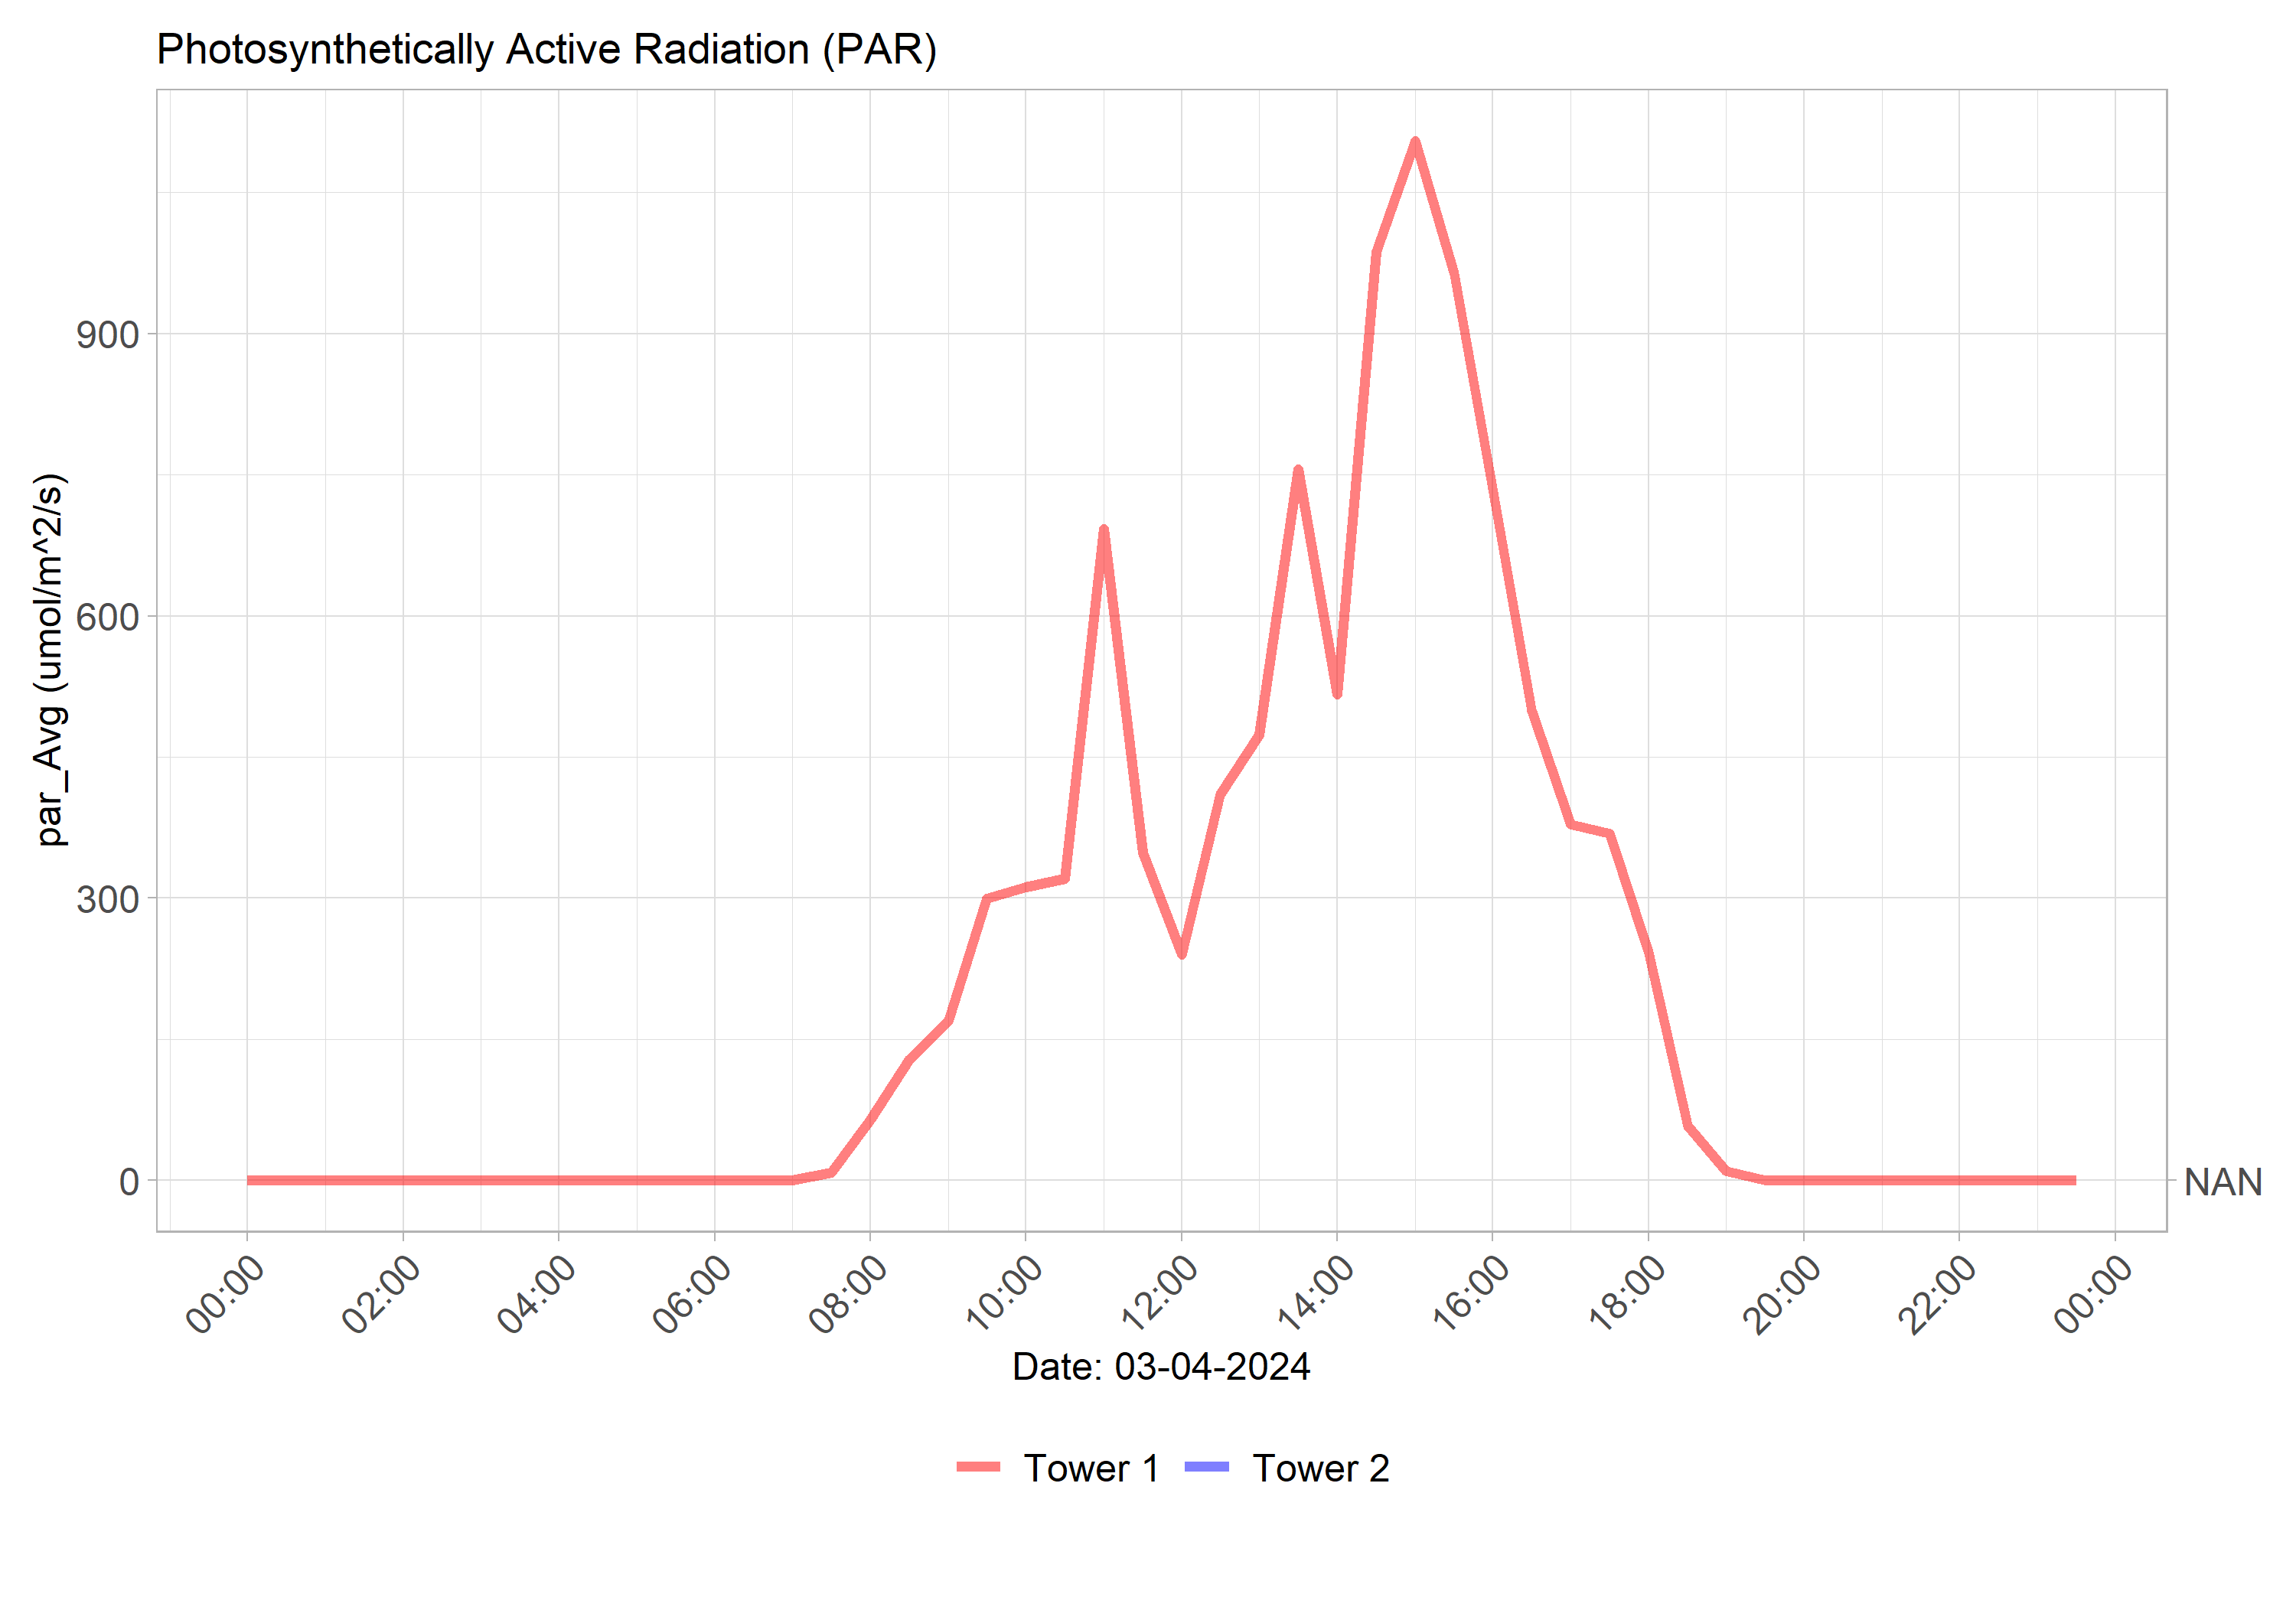 Photosynthetically Active Radiation (PAR)
par_Avg (umol/m^2/s)
900
600
300
0
NAN
00:00
02:00
04:00
06:00
08:00
10:00
12:00
14:00
16:00
18:00
20:00
22:00
00:00
Date: 03-04-2024
Tower 1
Tower 2